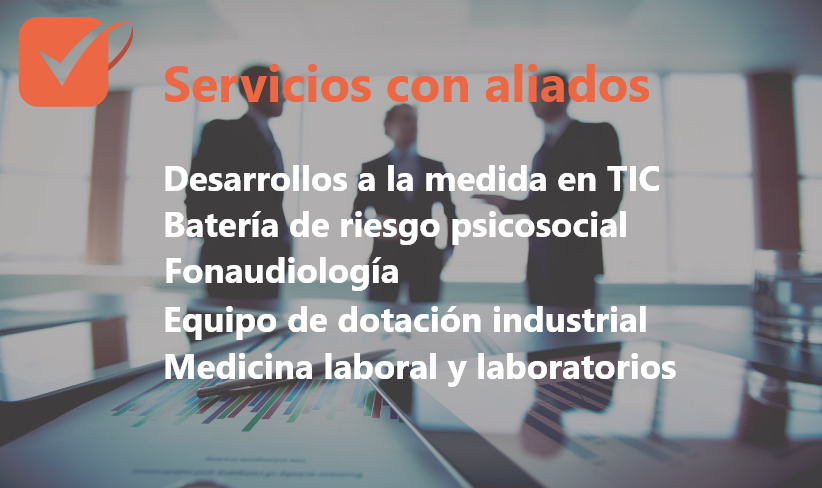 Servicios con aliados
Desarrollos a la medida en TIC
Batería de riesgo psicosocial
Fonaudiología
Equipo de dotación industrial
Medicina laboral y laboratorios